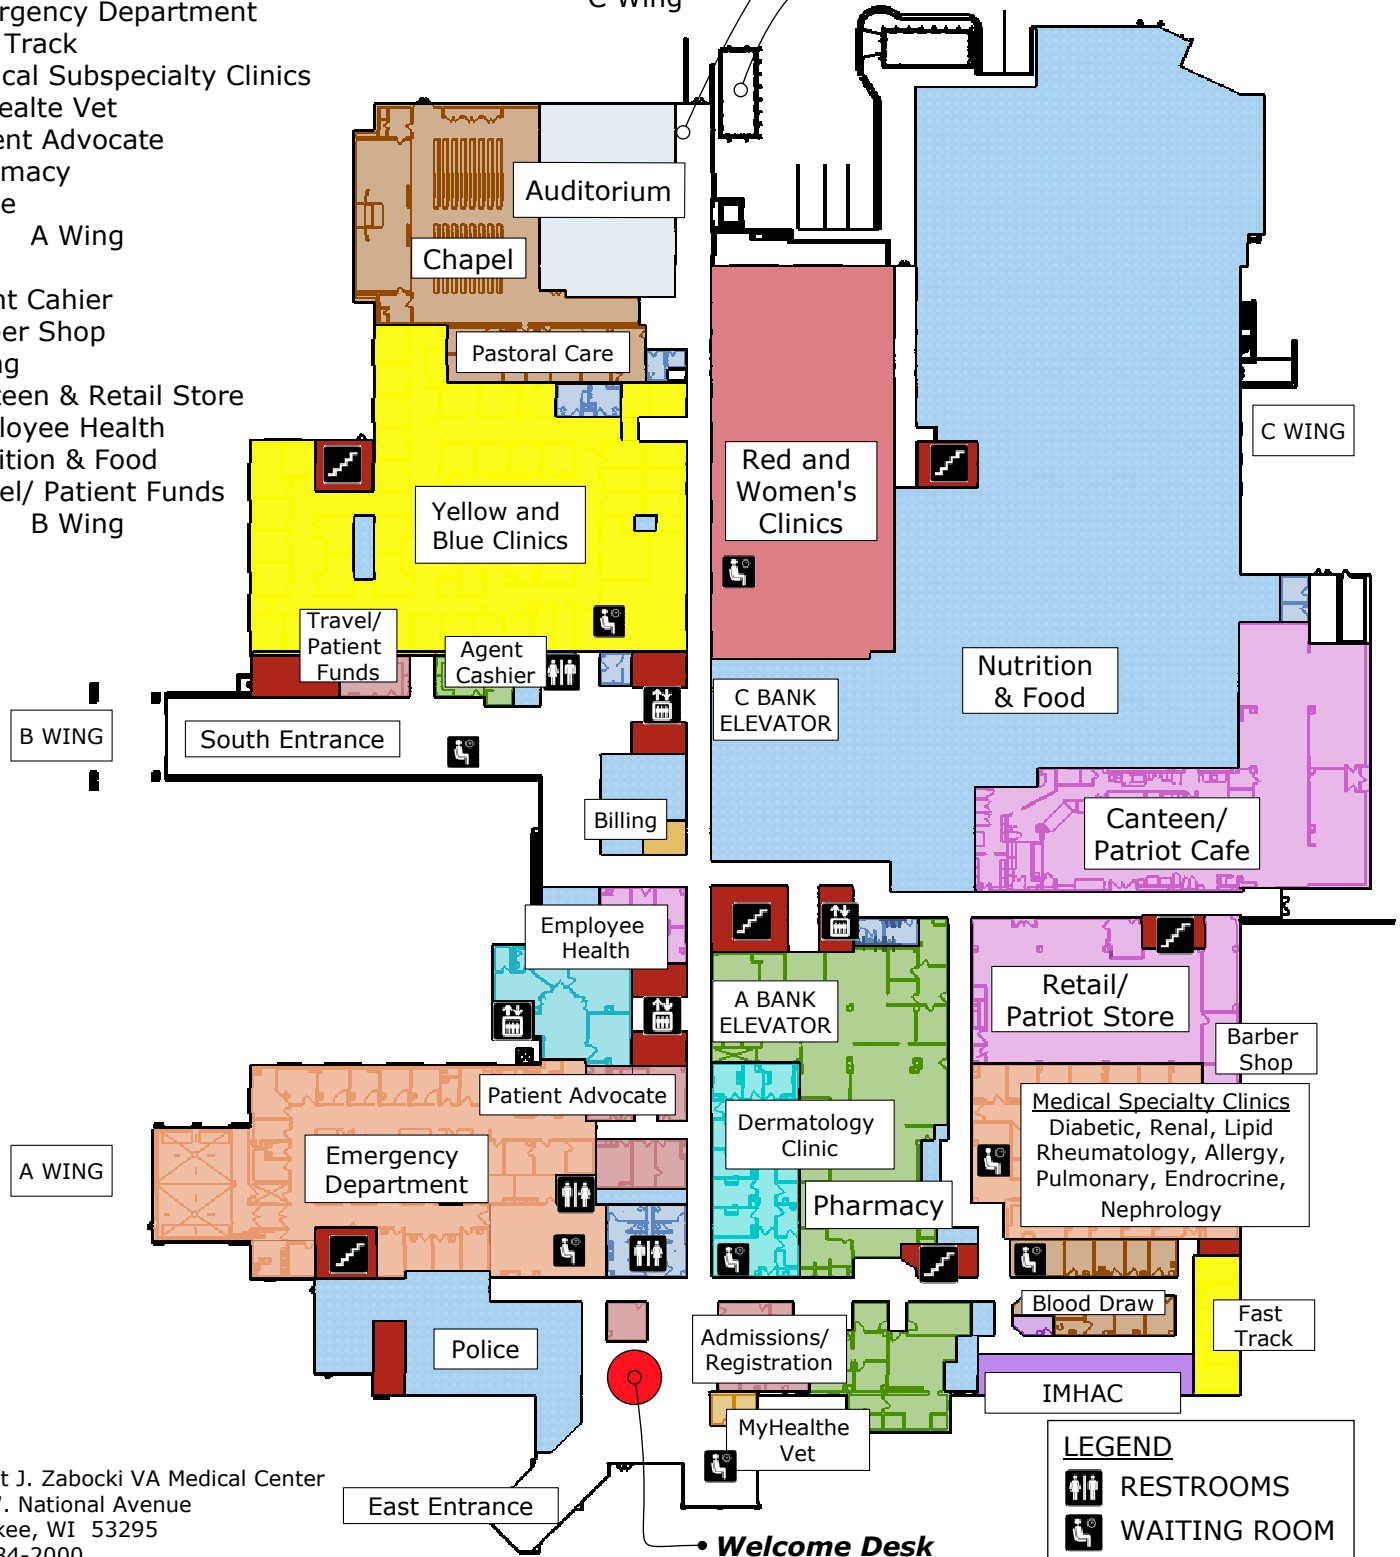 rgency Department
C Wing
Track
ical Subspecialty Clinics
ealte Vet
ent Advocate
macy
e
A Wing
nt Cahier
er Shop
ng
teen & Retail Store
loyee Health
ition & Food
el/ Patient Funds
B Wing
Auditorium
Chapel
Pastoral Care
C WING
Red and
Women's
Clinics
Yellow and
Blue Clinics
Travel/
Patient
Funds
Agent
Cashier
Nutrition
& Food
C BANK
ELEVATOR
B WING
South Entrance
Billing
Canteen/
Patriot Cafe
Employee
Health
A BANK
ELEVATOR
Retail/
Patriot Store
Barber
Shop
Patient Advocate
Medical Specialty Clinics
Diabetic, Renal, Lipid
Rheumatology, Allergy,
Pulmonary, Endrocrine,
Nephrology
Dermatology
Clinic
A WING
Emergency
Department
Pharmacy
Blood Draw
Fast
Track
Admissions/
Registration
Police
IMHAC
MyHealthe
Vet
LEGEND
RESTROOMS
WAITING ROOM
East Entrance
Welcome Desk
t J. Zabocki VA Medical Center
. National Avenue
kee, WI 53295
84-2000